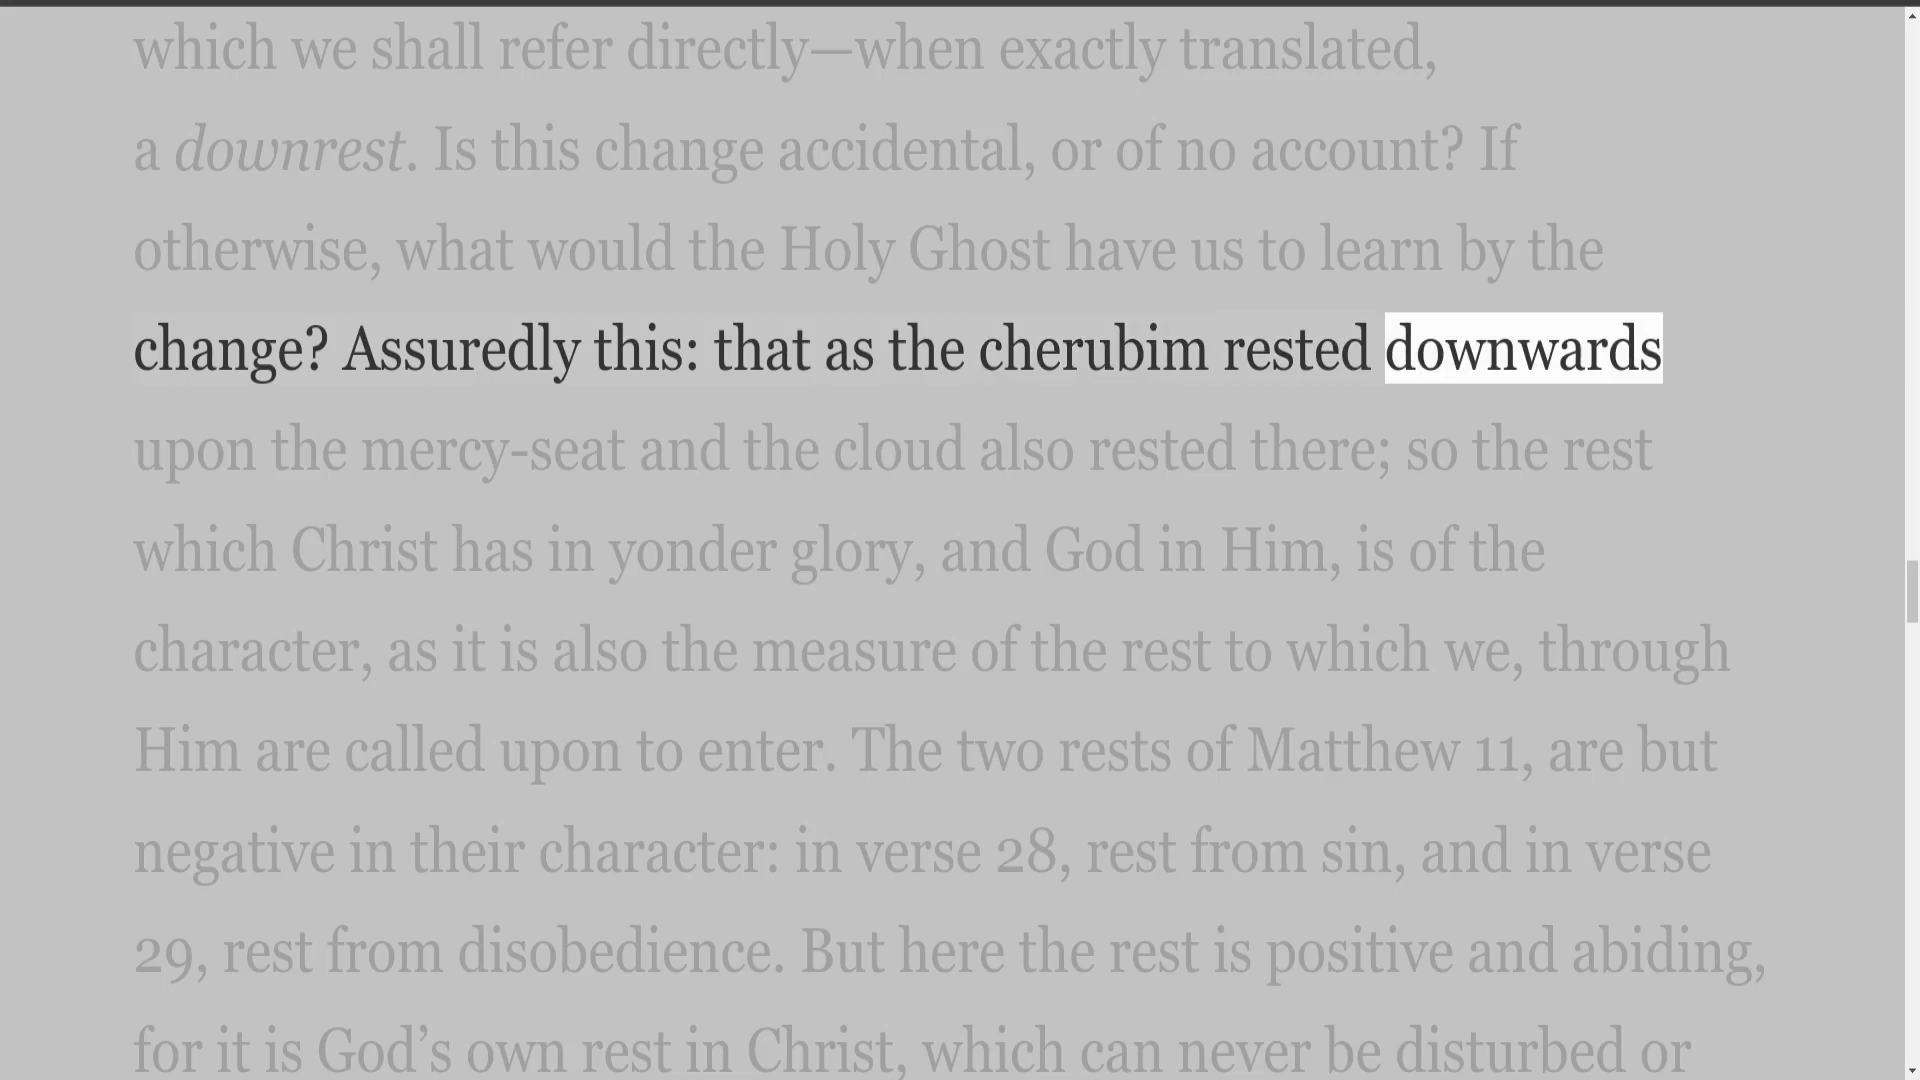 which we shall refer directly—when exactly translated,
a downrest. Is this change accidental, or of no account? If
otherwise, what would the Holy Ghost have us to learn by the
change? Assuredly this: that as the cherubim rested downwards
upon the mercy-seat and the cloud also rested there; so the rest
which Christ has in yonder glory, and God in Him, is of the
character, as it is also the measure of the rest to which we, through
Him are called upon to enter. The two rests of Matthew 11, are but
negative in their character: in verse 28, rest from sin, and in verse
29, rest from disobedience. But here the rest is positive and abiding,
for it is God’s own rest in Christ, which can never be disturbed or